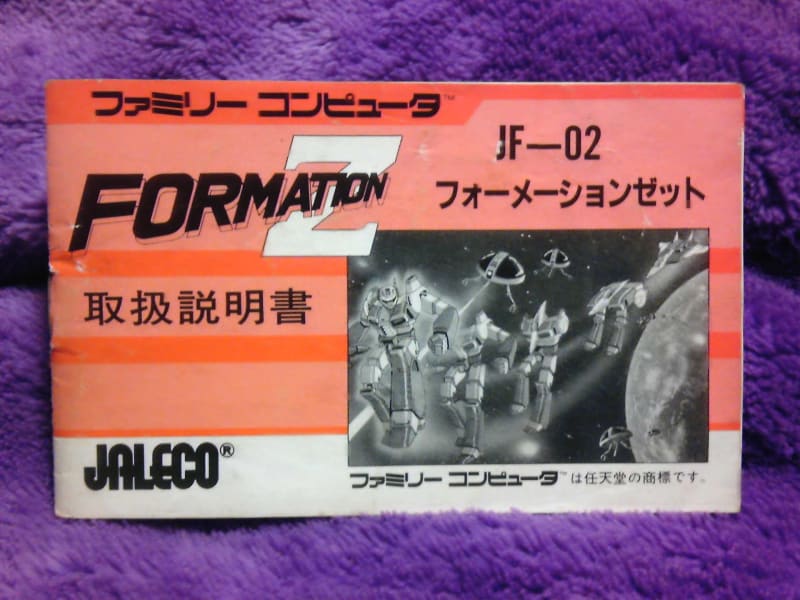 ファミリー コンピュータ™
JF—02
FORMATION Z
フォーメーションゼット
取扱説明書
JALECO®
ファミリー コンピュータ™は任天堂の商標です。